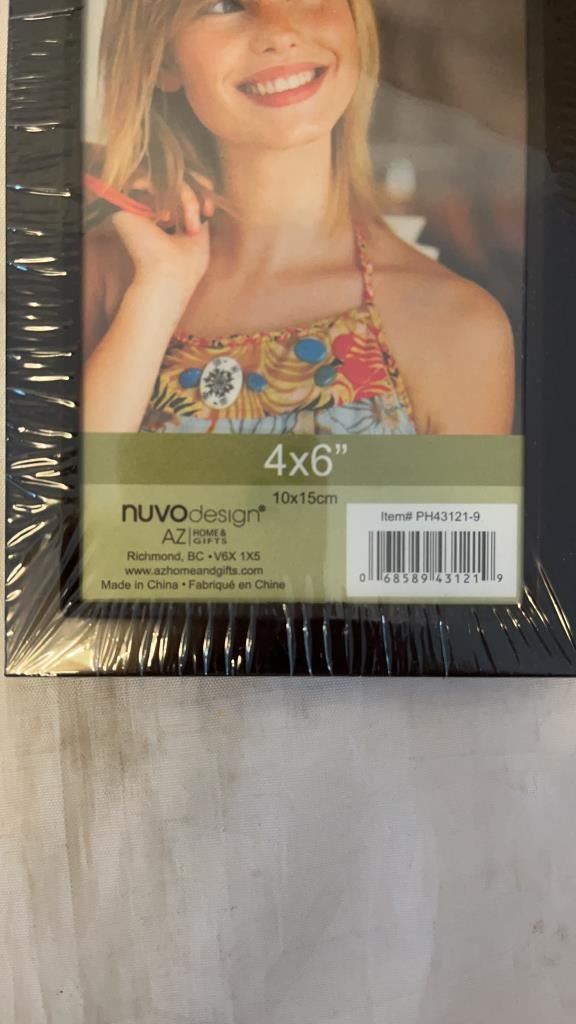 4x6”
10x15cm
nuvodesign®
AZ | HOME & GIFTS
Richmond, BC • V6X 1X5
www.azhomeandgifts.com
Made in China • Fabriqué en Chine
Item# PH43121-9
0 68589 43121 9